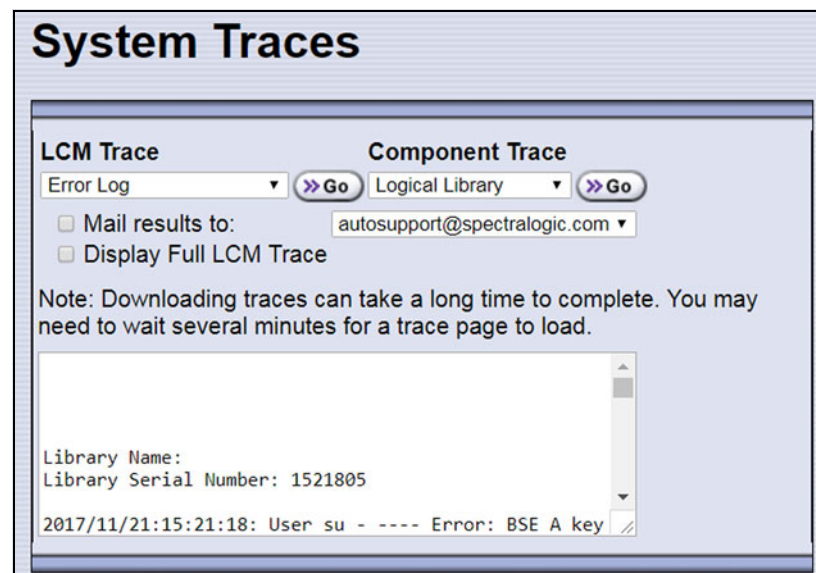 System Traces
LCM Trace Component Trace
Error Log Go Logical Library Go
Mail results to: autosupport@spectralogic.com
Display Full LCM Trace
Note: Downloading traces can take a long time to complete. You may
need to wait several minutes for a trace page to load.
Library Name:
Library Serial Number: 1521805
2017/11/21:15:21:18: User su - ---- Error: BSE A key